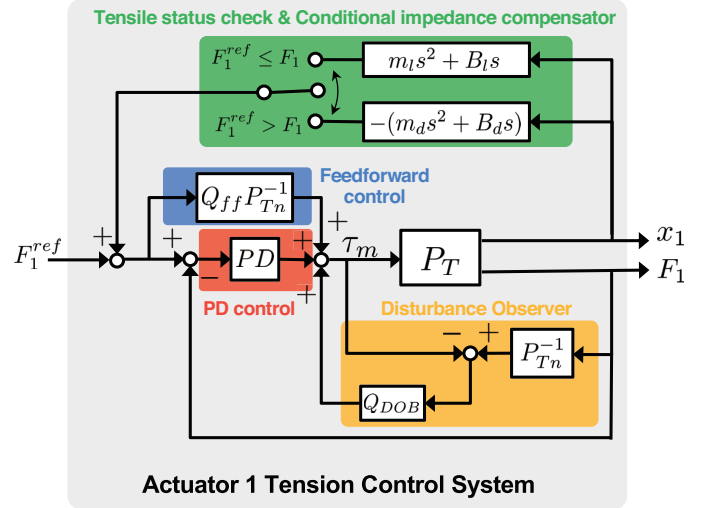 Tensile status check & Conditional impedance compensator
F_1^{ref} ≤ F_1
m_l s^2 + B_l s
F_1^{ref} > F_1
−(m_d s^2 + B_d s)
Feedforward
control
Q_{ff} P_{Tn}^{-1}
+
F_1^{ref}
+
+
−
PD
+
+
τ_m
P_T
x_1
F_1
PD control
Disturbance Observer
−
+
P_{Tn}^{-1}
Q_{DOB}
Actuator 1 Tension Control System